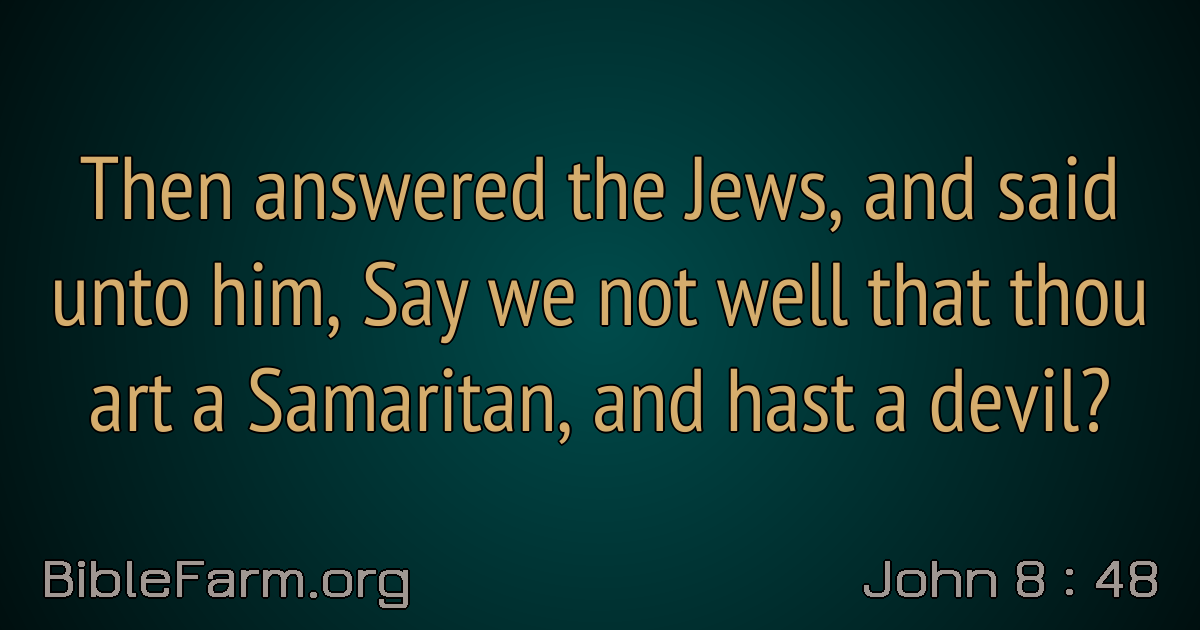 Then answered the Jews, and said
unto him, Say we not well that thou
art a Samaritan, and hast a devil?
BibleFarm.org
John 8 : 48